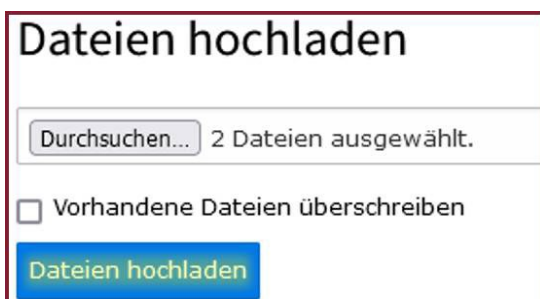 Dateien hochladen
Durchsuchen... 2 Dateien ausgewählt.
Vorhandene Dateien überschreiben
Dateien hochladen